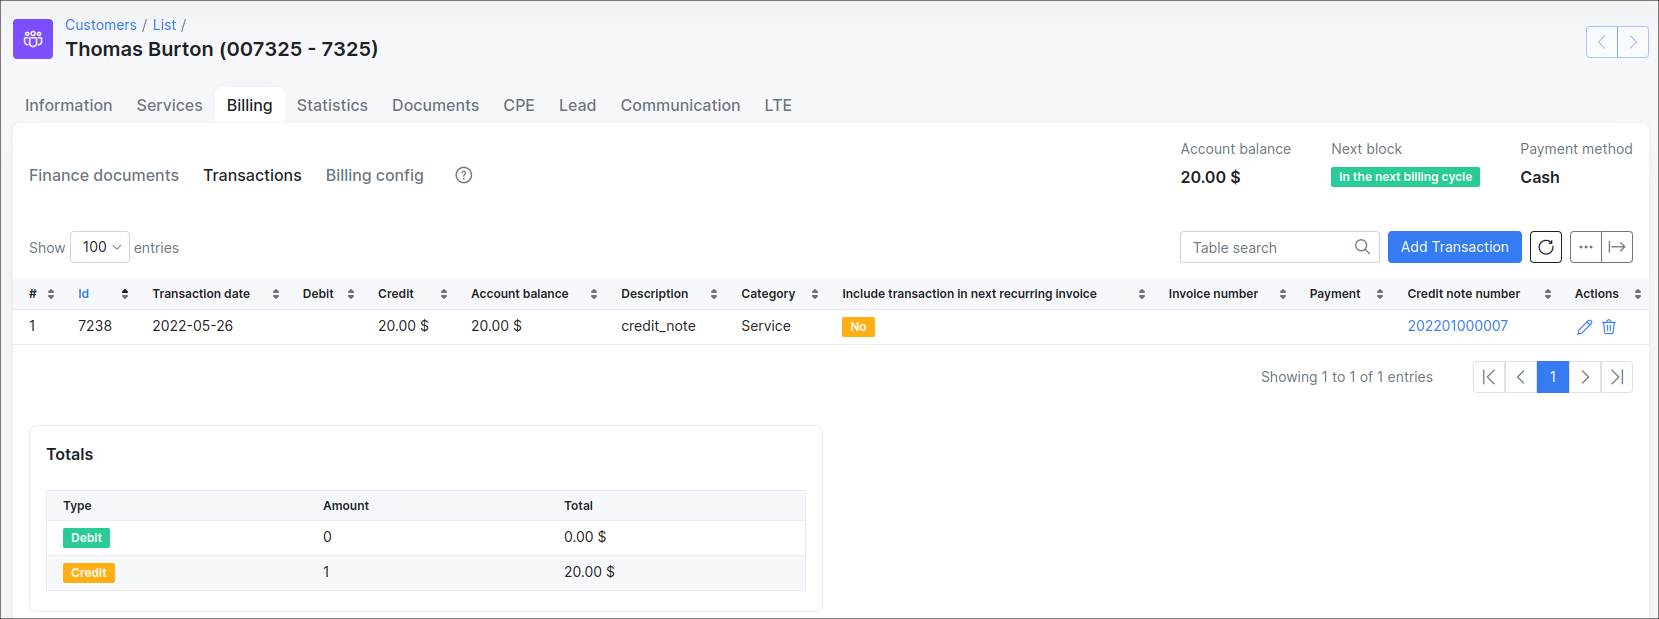 Customers / List /
Thomas Burton (007325 - 7325)
Information Services Billing Statistics Documents CPE Lead Communication LTE
Account balance Next block Payment method
Finance documents Transactions Billing config ?
20.00 $ In the next billing cycle Cash
Show 100 entries Table search Add Transaction
# Id Transaction date Debit Credit Account balance Description Category Include transaction in next recurring invoice Invoice number Payment Credit note number Actions
1 7238 2022-05-26 20.00 $ 20.00 $ credit_note Service No 202201000007
Showing 1 to 1 of 1 entries 1
Totals
Type Amount Total
Debit 0 0.00 $
Credit 1 20.00 $